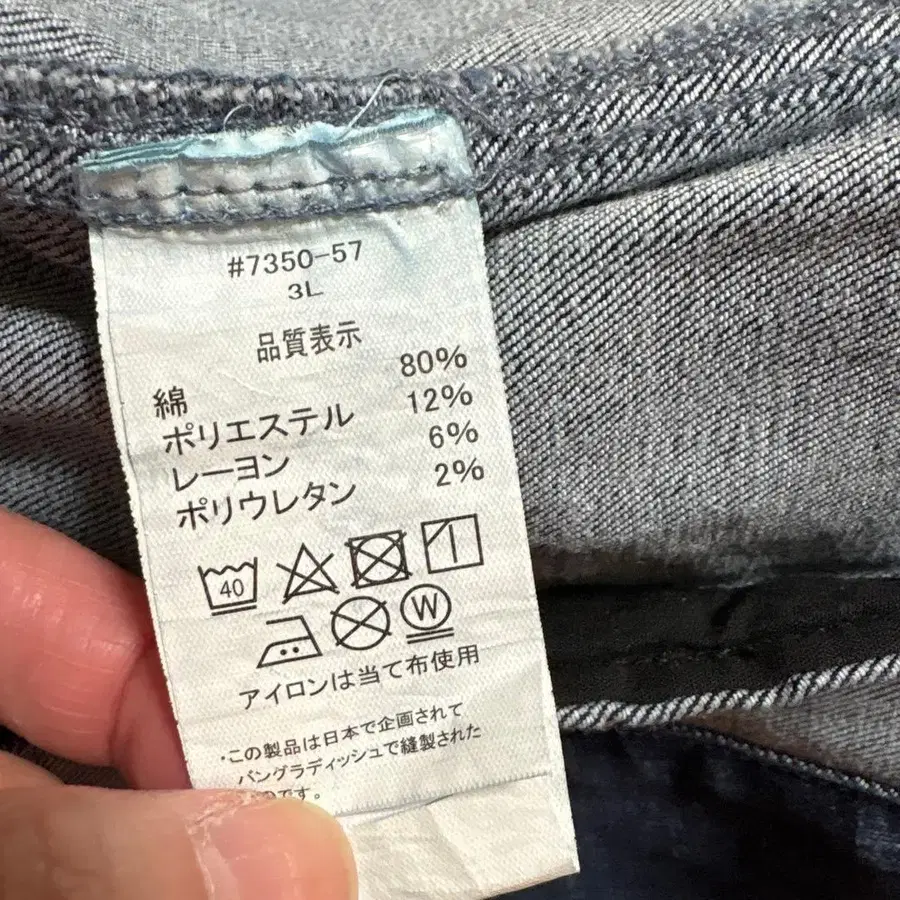 #7350-57
3L
品質表示
綿 80%
ポリエステル 12%
レーヨン 6%
ポリウレタン 2%
40
W
アイロンは当て布使用
・この製品は日本で企画されて
バングラディッシュで縫製された
のです。